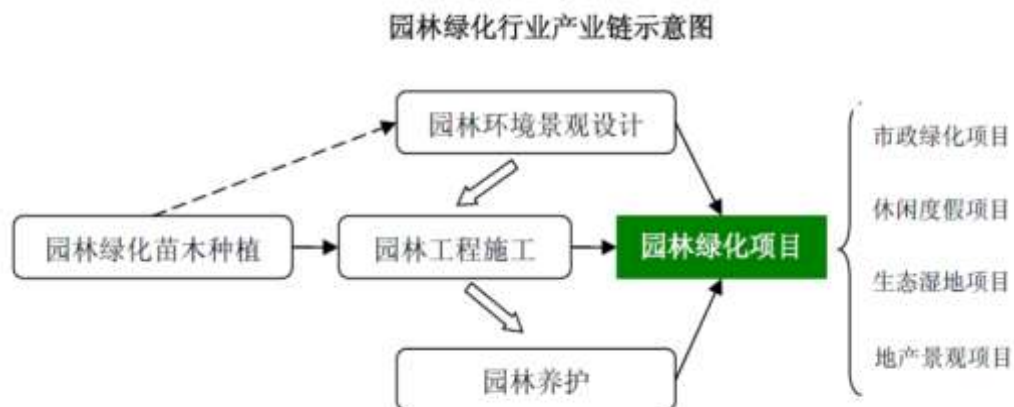 园林绿化行业产业链示意图
园林环境景观设计
市政绿化项目
休闲度假项目
园林绿化苗木种植
园林工程施工
园林绿化项目
生态湿地项目
地产景观项目
园林养护